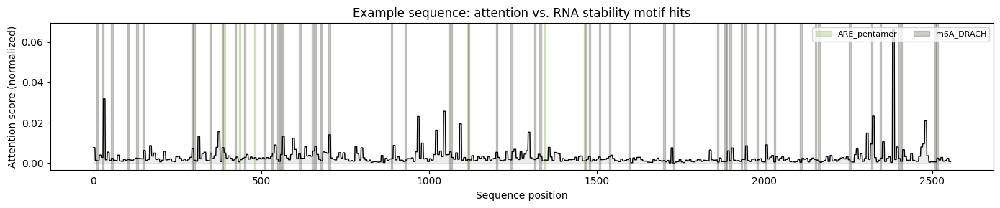 Example sequence: attention vs. RNA stability motif hits
Attention score (normalized)
0.06
0.04
0.02
0.00
ARE_pentamer
m6A_DRACH
0
500
1000
1500
2000
2500
Sequence position